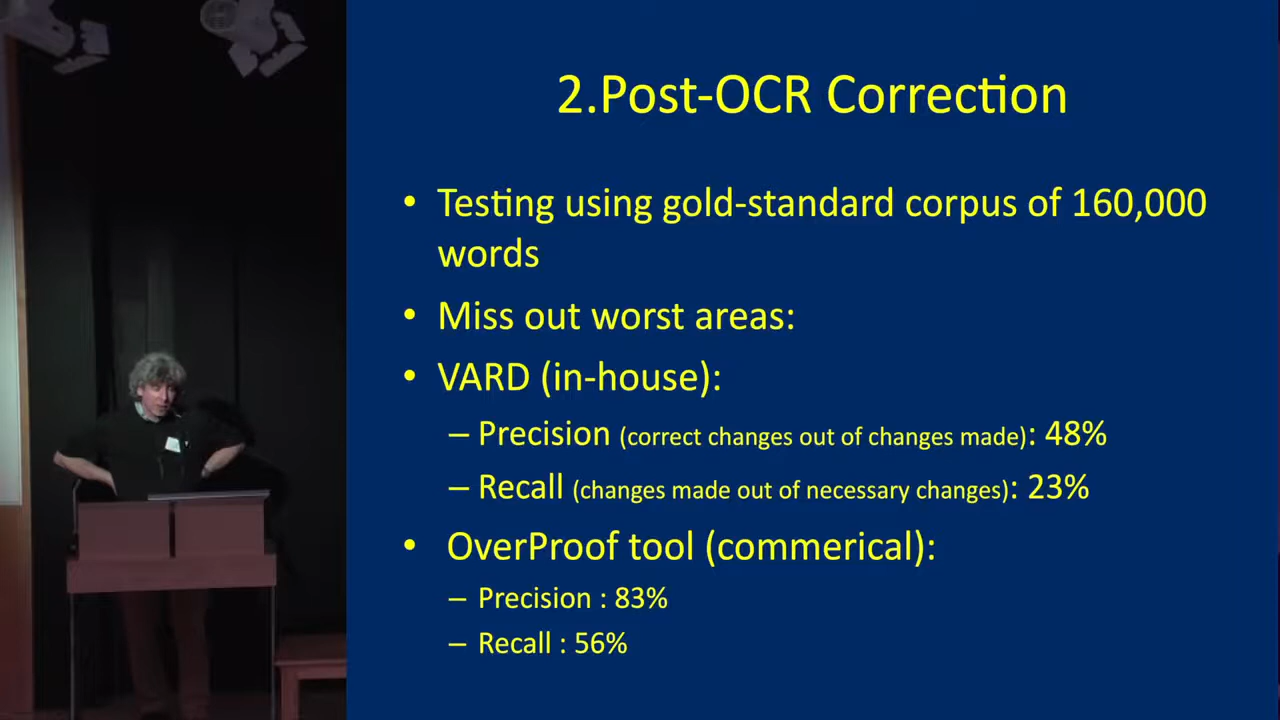 2.Post-OCR Correction
• Testing using gold-standard corpus of 160,000
words
• Miss out worst areas:
• VARD (in-house):
– Precision (correct changes out of changes made): 48%
– Recall (changes made out of necessary changes): 23%
• OverProof tool (commerical):
– Precision : 83%
– Recall : 56%